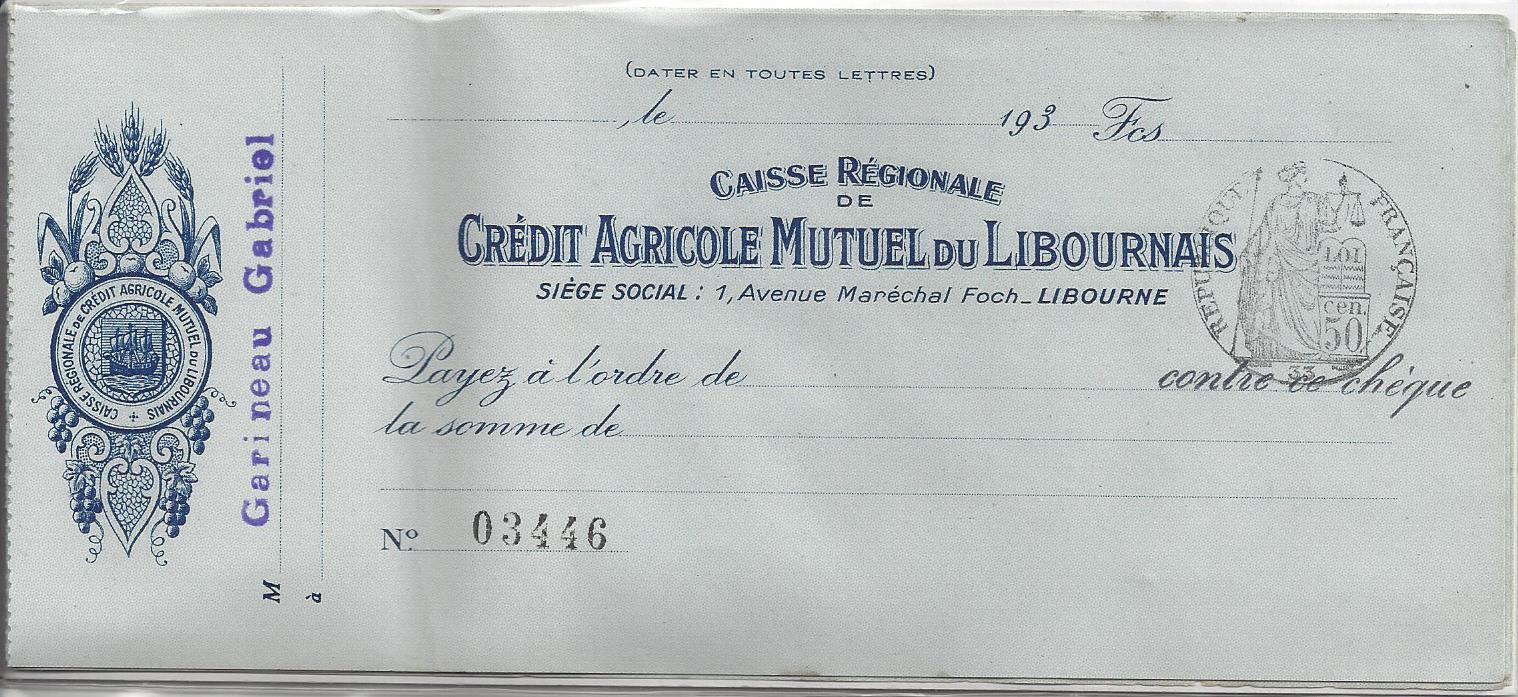 (DATER EN TOUTES LETTRES)
, le 193 Fcs
CAISSE RÉGIONALE
DE
CRÉDIT AGRICOLE MUTUEL DU LIBOURNAIS
SIÈGE SOCIAL : 1, Avenue Maréchal Foch_ LIBOURNE
Payez à l'ordre de contre ce chèque
la somme de
Nº 03446
RÉPUBLIQUE FRANÇAISE
LOI
cen.
50
33
CAISSE RÉGIONALE DE CRÉDIT AGRICOLE MUTUEL DU LIBOURNAIS
M Garineau Gabriel
à